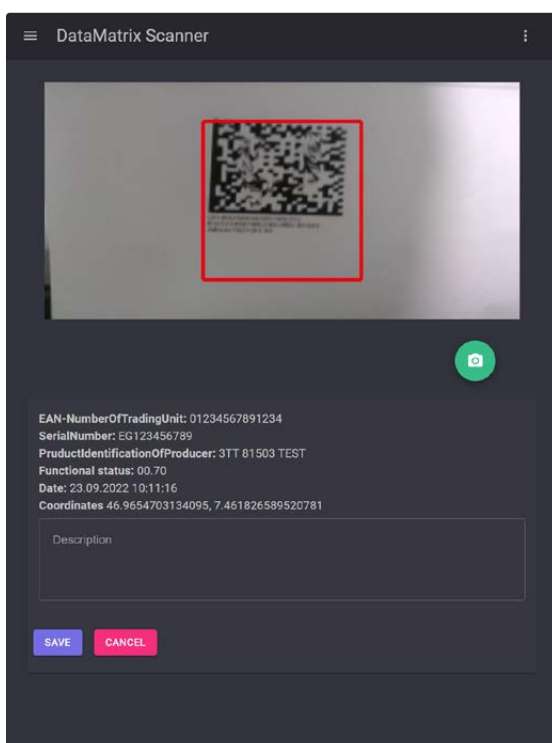 DataMatrix Scanner
EAN-NumberOfTradingUnit: 01234567891234
SerialNumber: EG123456789
PruductIdentificationOfProducer: 3TT 81503 TEST
Functional status: 00.70
Date: 23.09.2022 10:11:16
Coordinates 46.9654703134095, 7.461826589520781
Description
SAVE CANCEL